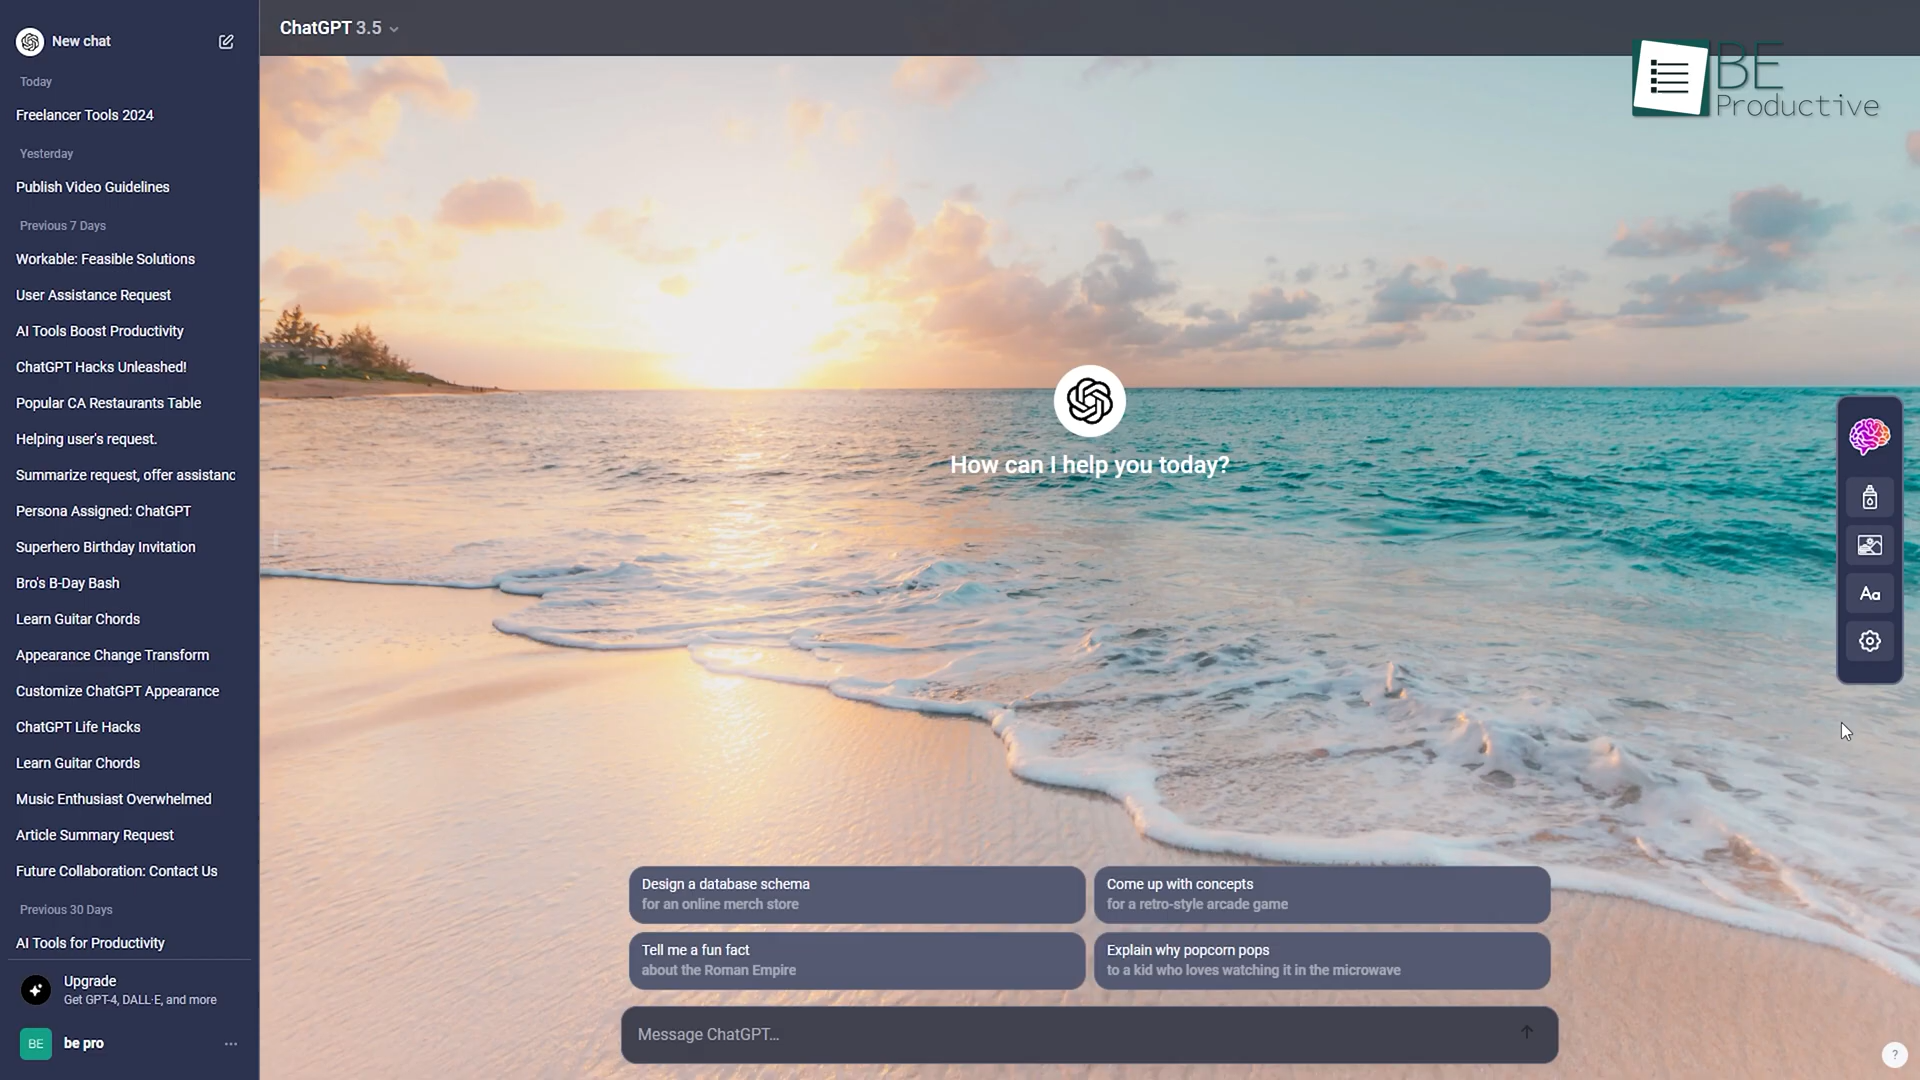 New chat
Today
Freelancer Tools 2024
Yesterday
Publish Video Guidelines
Previous 7 Days
Workable: Feasible Solutions
User Assistance Request
AI Tools Boost Productivity
ChatGPT Hacks Unleashed!
Popular CA Restaurants Table
Helping user's request.
Summarize request, offer assistanc
Persona Assigned: ChatGPT
Superhero Birthday Invitation
Bro's B-Day Bash
Learn Guitar Chords
Appearance Change Transform
Customize ChatGPT Appearance
ChatGPT Life Hacks
Learn Guitar Chords
Music Enthusiast Overwhelmed
Article Summary Request
Future Collaboration: Contact Us
Previous 30 Days
AI Tools for Productivity
Upgrade
Get GPT-4, DALL·E, and more
BE
be pro
ChatGPT 3.5
BE
Productive
How can I help you today?
Aa
Design a database schema
for an online merch store
Come up with concepts
for a retro-style arcade game
Tell me a fun fact
about the Roman Empire
Explain why popcorn pops
to a kid who loves watching it in the microwave
Message ChatGPT...
?